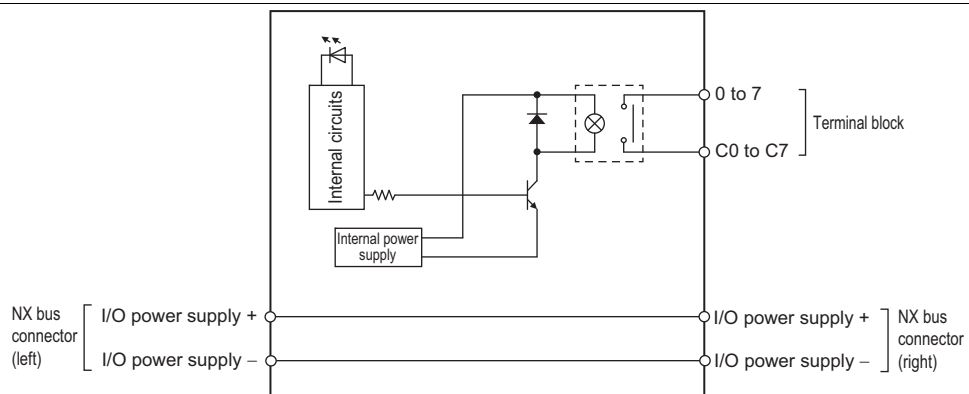 Internal circuits
0 to 7
Terminal block
C0 to C7
Internal power
supply
NX bus
connector
(left)
I/O power supply +
I/O power supply –
I/O power supply +
I/O power supply –
NX bus
connector
(right)